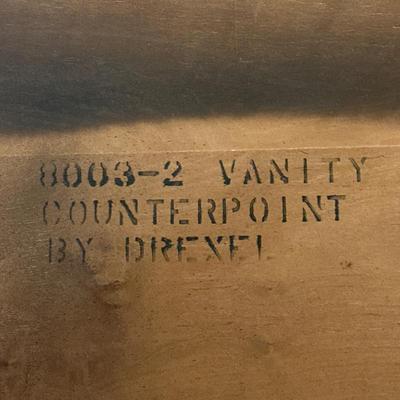 8003-2 VANITY
COUNTERPOINT
BY DREXEL